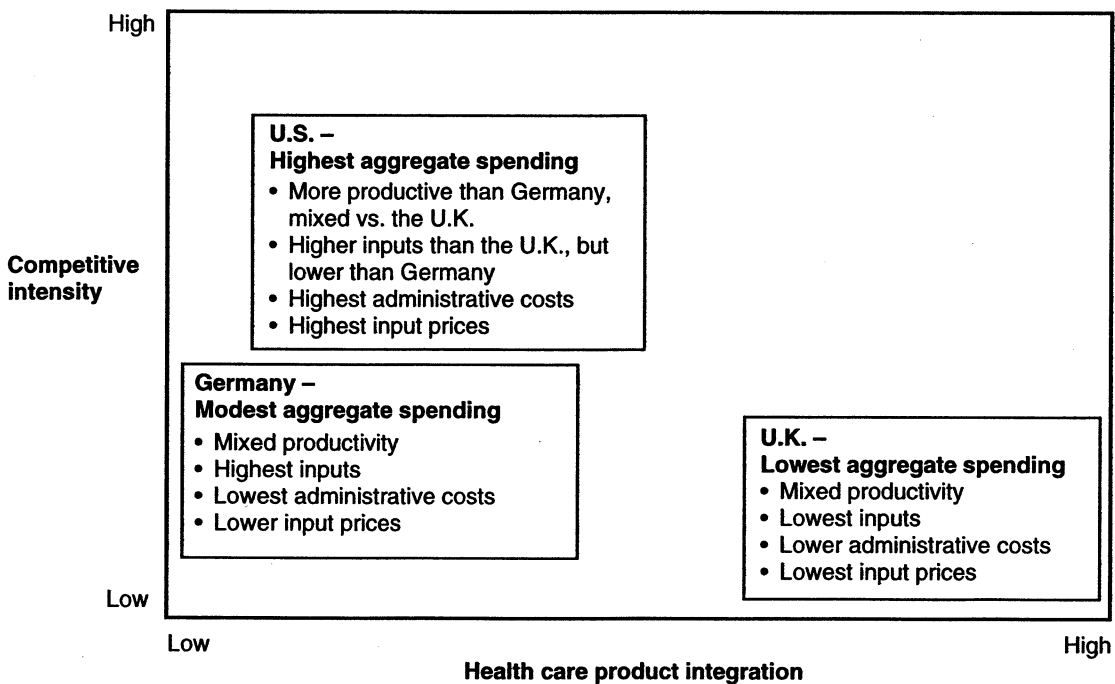 High
U.S. –
Highest aggregate spending
• More productive than Germany,
mixed vs. the U.K.
• Higher inputs than the U.K., but
lower than Germany
• Highest administrative costs
• Highest input prices
Competitive
intensity
Germany –
Modest aggregate spending
• Mixed productivity
• Highest inputs
• Lowest administrative costs
• Lower input prices
U.K. –
Lowest aggregate spending
• Mixed productivity
• Lowest inputs
• Lower administrative costs
• Lowest input prices
Low
Low
High
Health care product integration